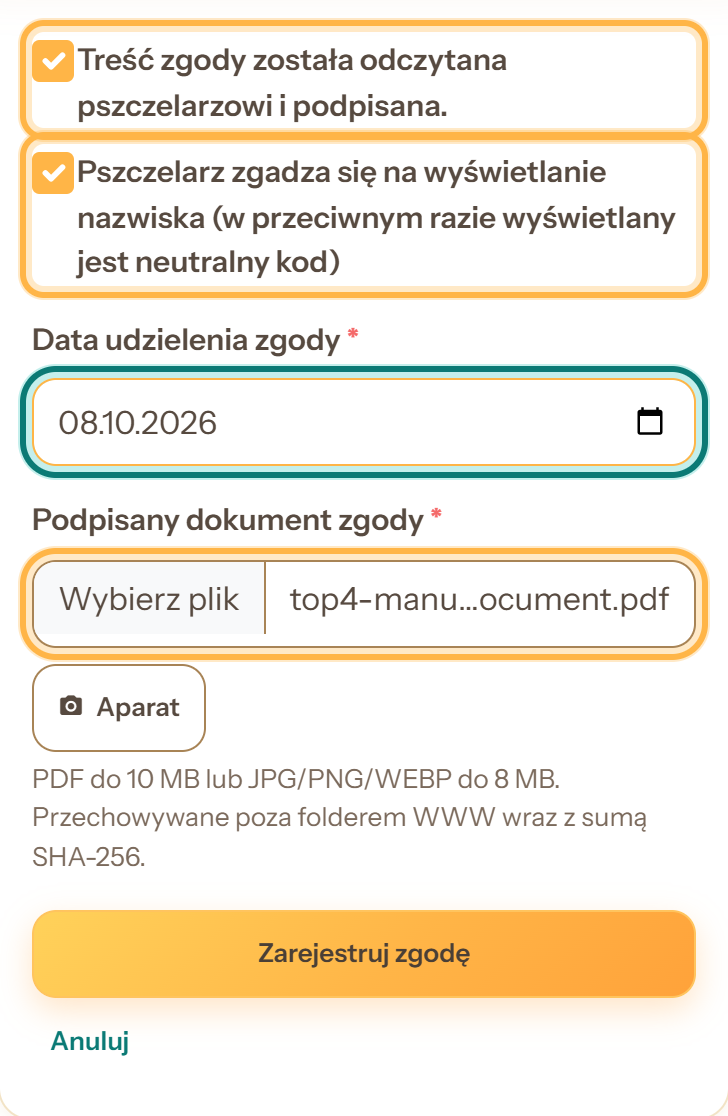 Treść zgody została odczytana
pszczelarzowi i podpisana.
Pszczelarz zgadza się na wyświetlanie
nazwiska (w przeciwnym razie wyświetlany
jest neutralny kod)
Data udzielenia zgody *
08.10.2026
Podpisany dokument zgody *
Wybierz plik top4-manu...ocument.pdf
Aparat
PDF do 10 MB lub JPG/PNG/WEBP do 8 MB.
Przechowywane poza folderem WWW wraz z sumą
SHA-256.
Zarejestruj zgodę
Anuluj